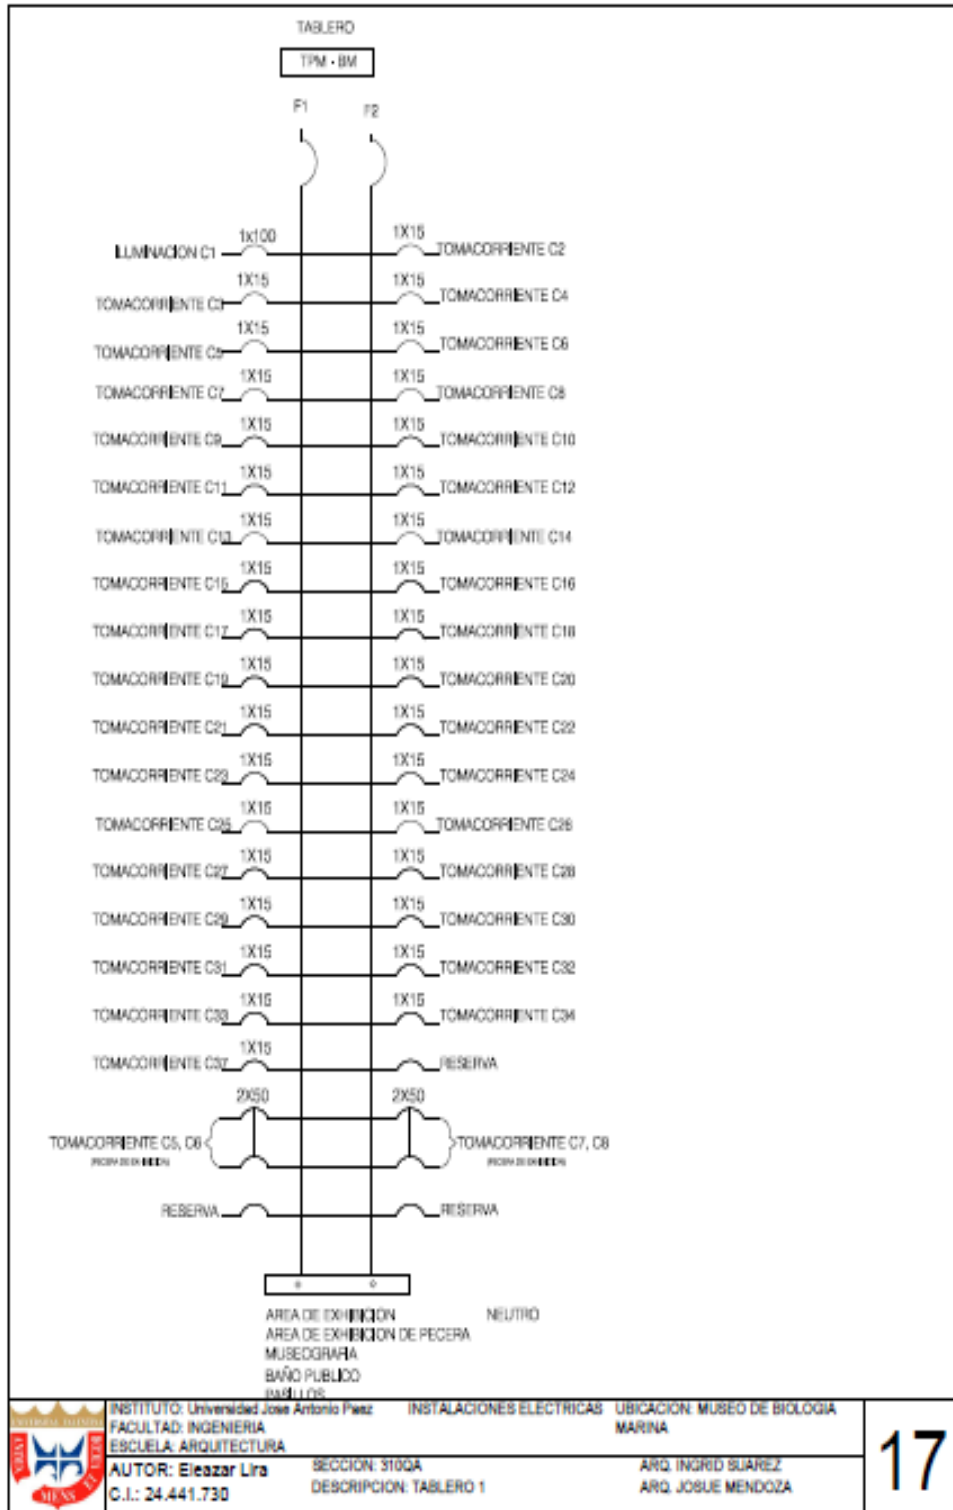 TABLERO
TPM - BM
F1 F2
ILUMINACION C1 1x100 1X15 TOMACORRIENTE C2
TOMACORRIENTE C3 1X15 1X15 TOMACORRIENTE C4
TOMACORRIENTE C5 1X15 1X15 TOMACORRIENTE C6
TOMACORRIENTE C7 1X15 1X15 TOMACORRIENTE C8
TOMACORRIENTE C9 1X15 1X15 TOMACORRIENTE C10
TOMACORRIENTE C11 1X15 1X15 TOMACORRIENTE C12
TOMACORRIENTE C13 1X15 1X15 TOMACORRIENTE C14
TOMACORRIENTE C15 1X15 1X15 TOMACORRIENTE C16
TOMACORRIENTE C17 1X15 1X15 TOMACORRIENTE C18
TOMACORRIENTE C19 1X15 1X15 TOMACORRIENTE C20
TOMACORRIENTE C21 1X15 1X15 TOMACORRIENTE C22
TOMACORRIENTE C23 1X15 1X15 TOMACORRIENTE C24
TOMACORRIENTE C25 1X15 1X15 TOMACORRIENTE C26
TOMACORRIENTE C27 1X15 1X15 TOMACORRIENTE C28
TOMACORRIENTE C29 1X15 1X15 TOMACORRIENTE C30
TOMACORRIENTE C31 1X15 1X15 TOMACORRIENTE C32
TOMACORRIENTE C33 1X15 1X15 TOMACORRIENTE C34
TOMACORRIENTE C37 1X15 RESERVA
2X50 2X50
TOMACORRIENTE C5, C6 TOMACORRIENTE C7, C8
RESERVA RESERVA
AREA DE EXHIBICION NEUTRO
AREA DE EXHIBICION DE PECERA
MUSEOGRAFIA
BAÑO PUBLICO
PASILLOS
INSTITUTO: Universidad Jose Antonio Paez INSTALACIONES ELECTRICAS UBICACION: MUSEO DE BIOLOGIA
FACULTAD: INGENIERIA MARINA
ESCUELA: ARQUITECTURA
AUTOR: Eleazar Lira SECCION: 310QA ARQ. INGRID SUAREZ
C.I.: 24.441.730 DESCRIPCION: TABLERO 1 ARQ. JOSUE MENDOZA
17